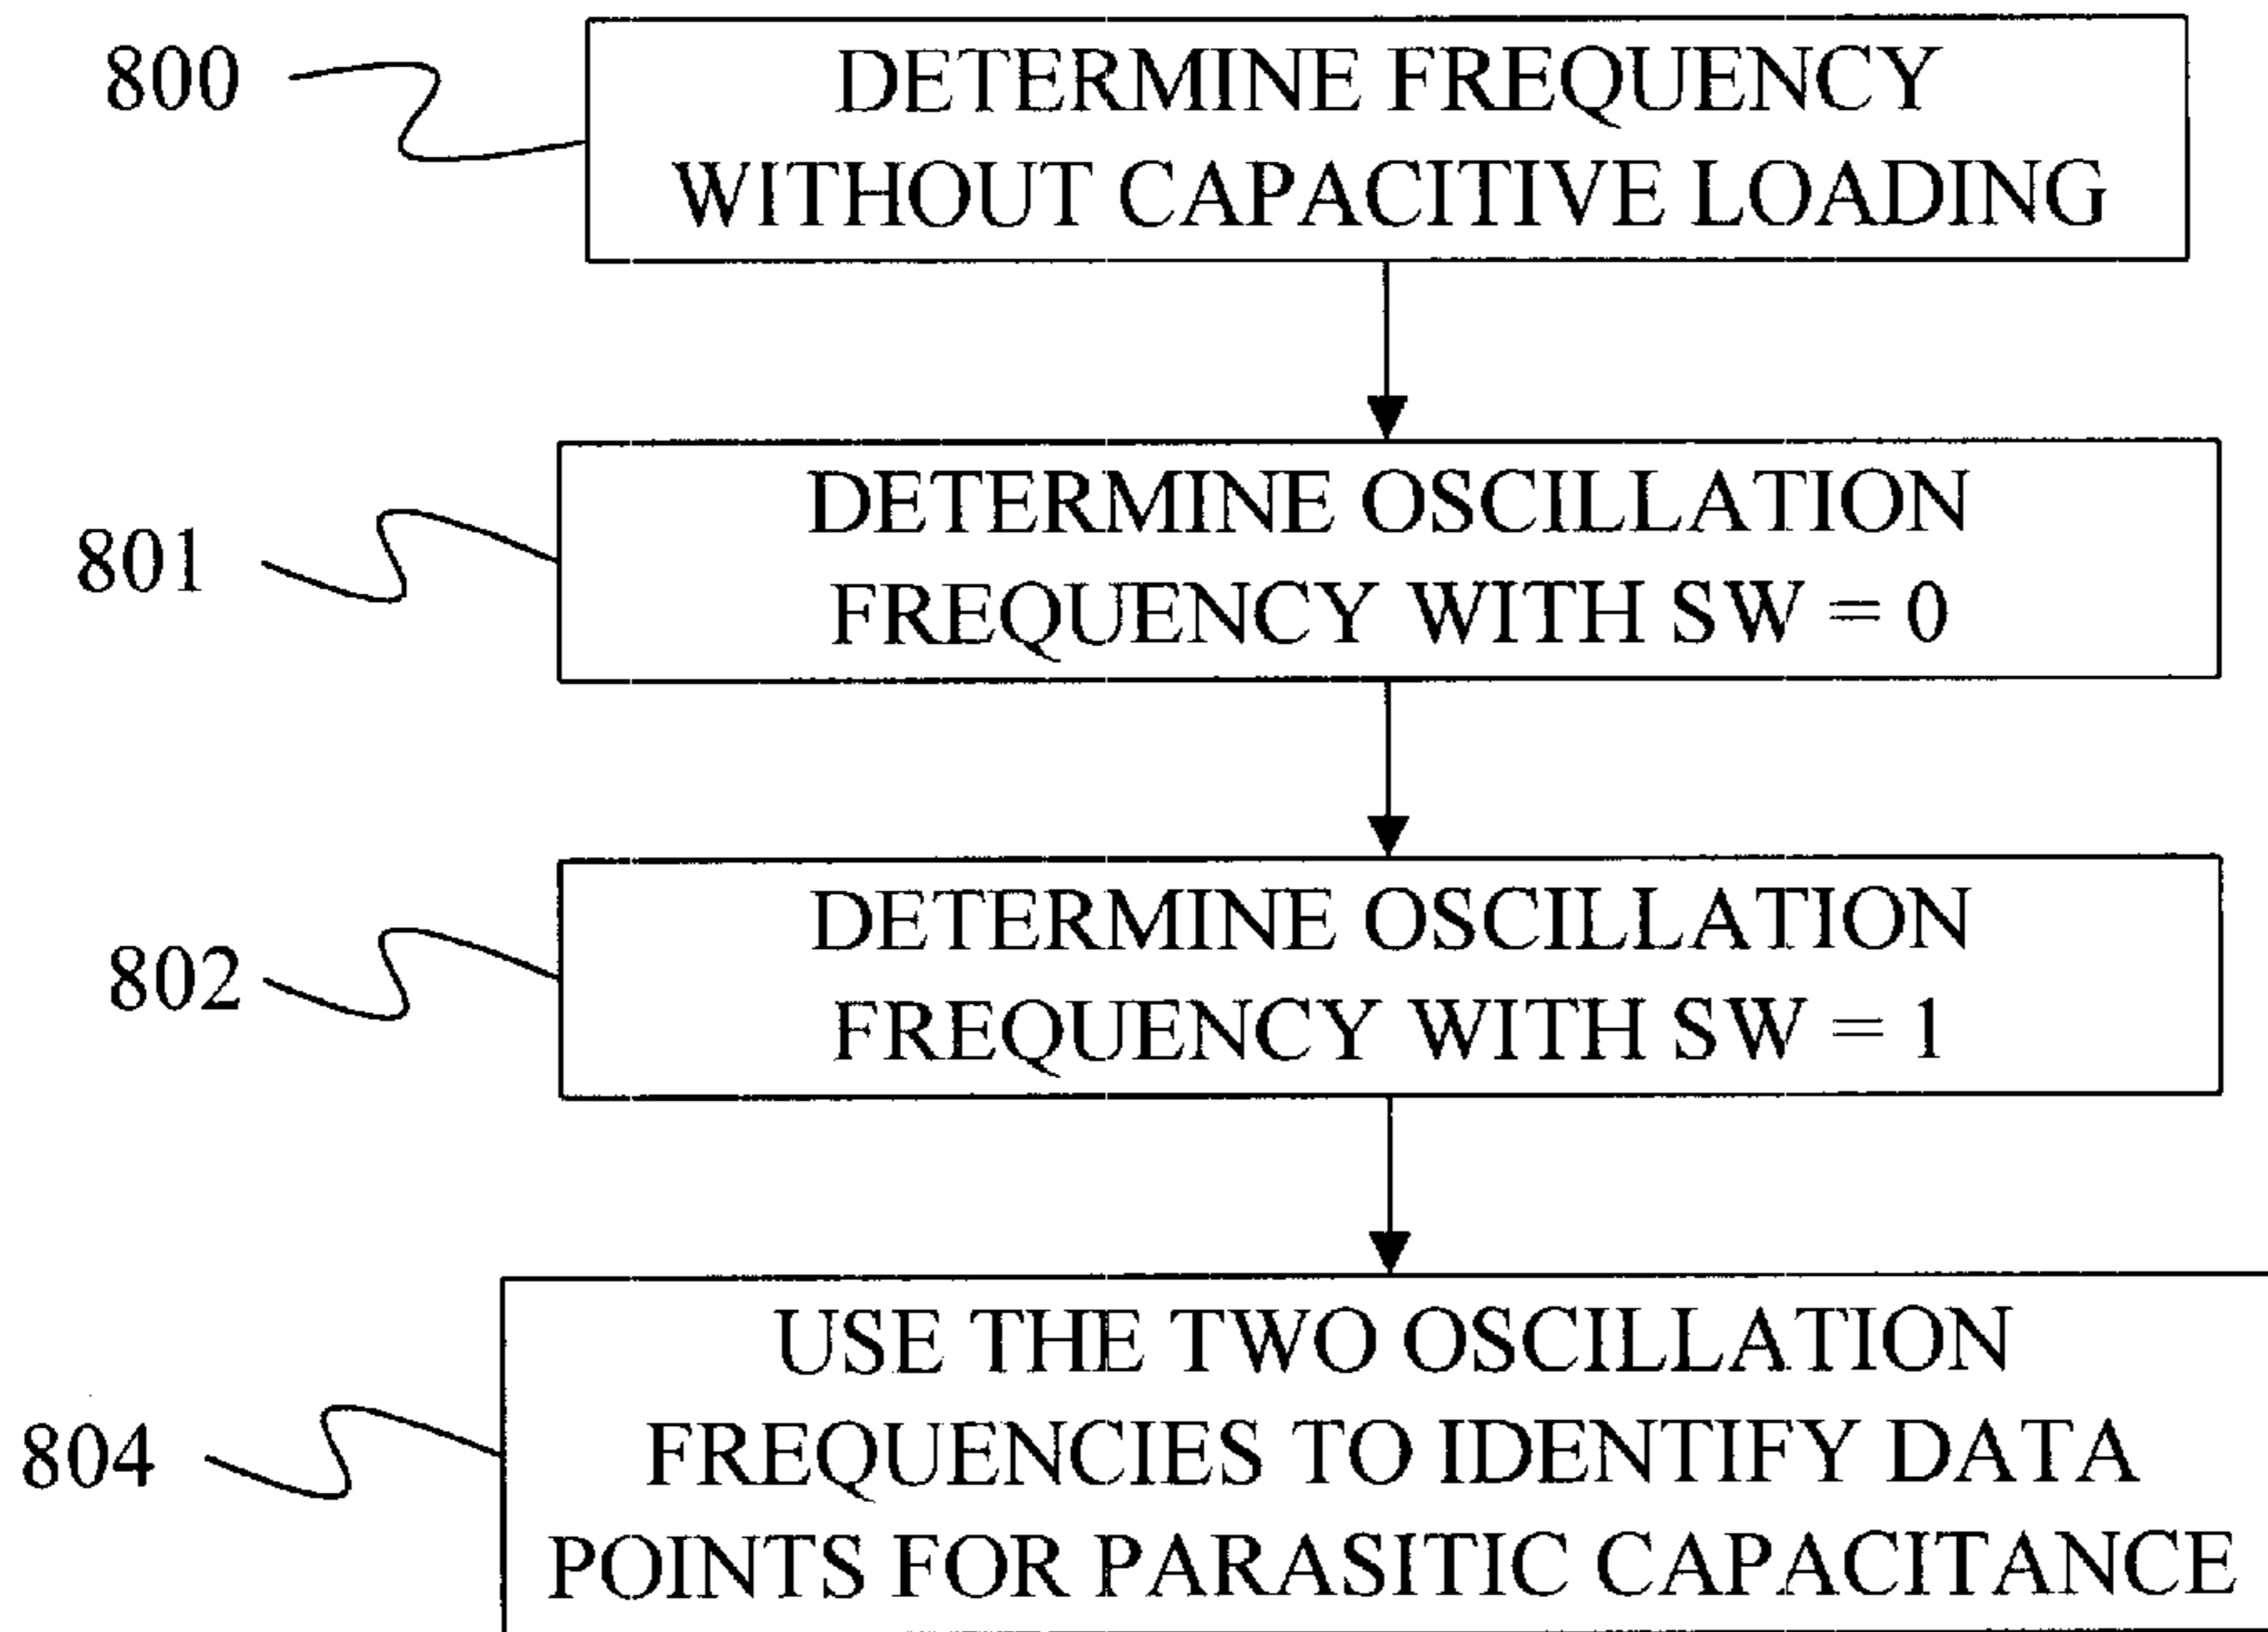 800
DETERMINE FREQUENCY
WITHOUT CAPACITIVE LOADING
801
DETERMINE OSCILLATION
FREQUENCY WITH SW = 0
802
DETERMINE OSCILLATION
FREQUENCY WITH SW = 1
804
USE THE TWO OSCILLATION
FREQUENCIES TO IDENTIFY DATA
POINTS FOR PARASITIC CAPACITANCE